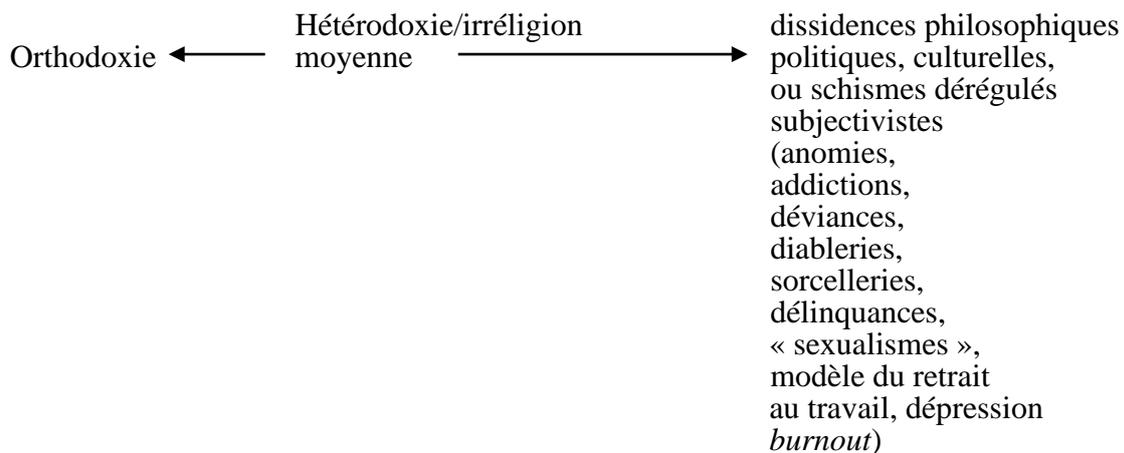 Orthodoxie
Hétérodoxie/irréligion
moyenne
dissidences philosophiques
politiques, culturelles,
ou schismes dérégulés
subjectivistes
(anomies,
addictions,
déviances,
diableries,
sorcelleries,
délinquances,
« sexualismes »,
modèle du retrait
au travail, dépression
burnout)